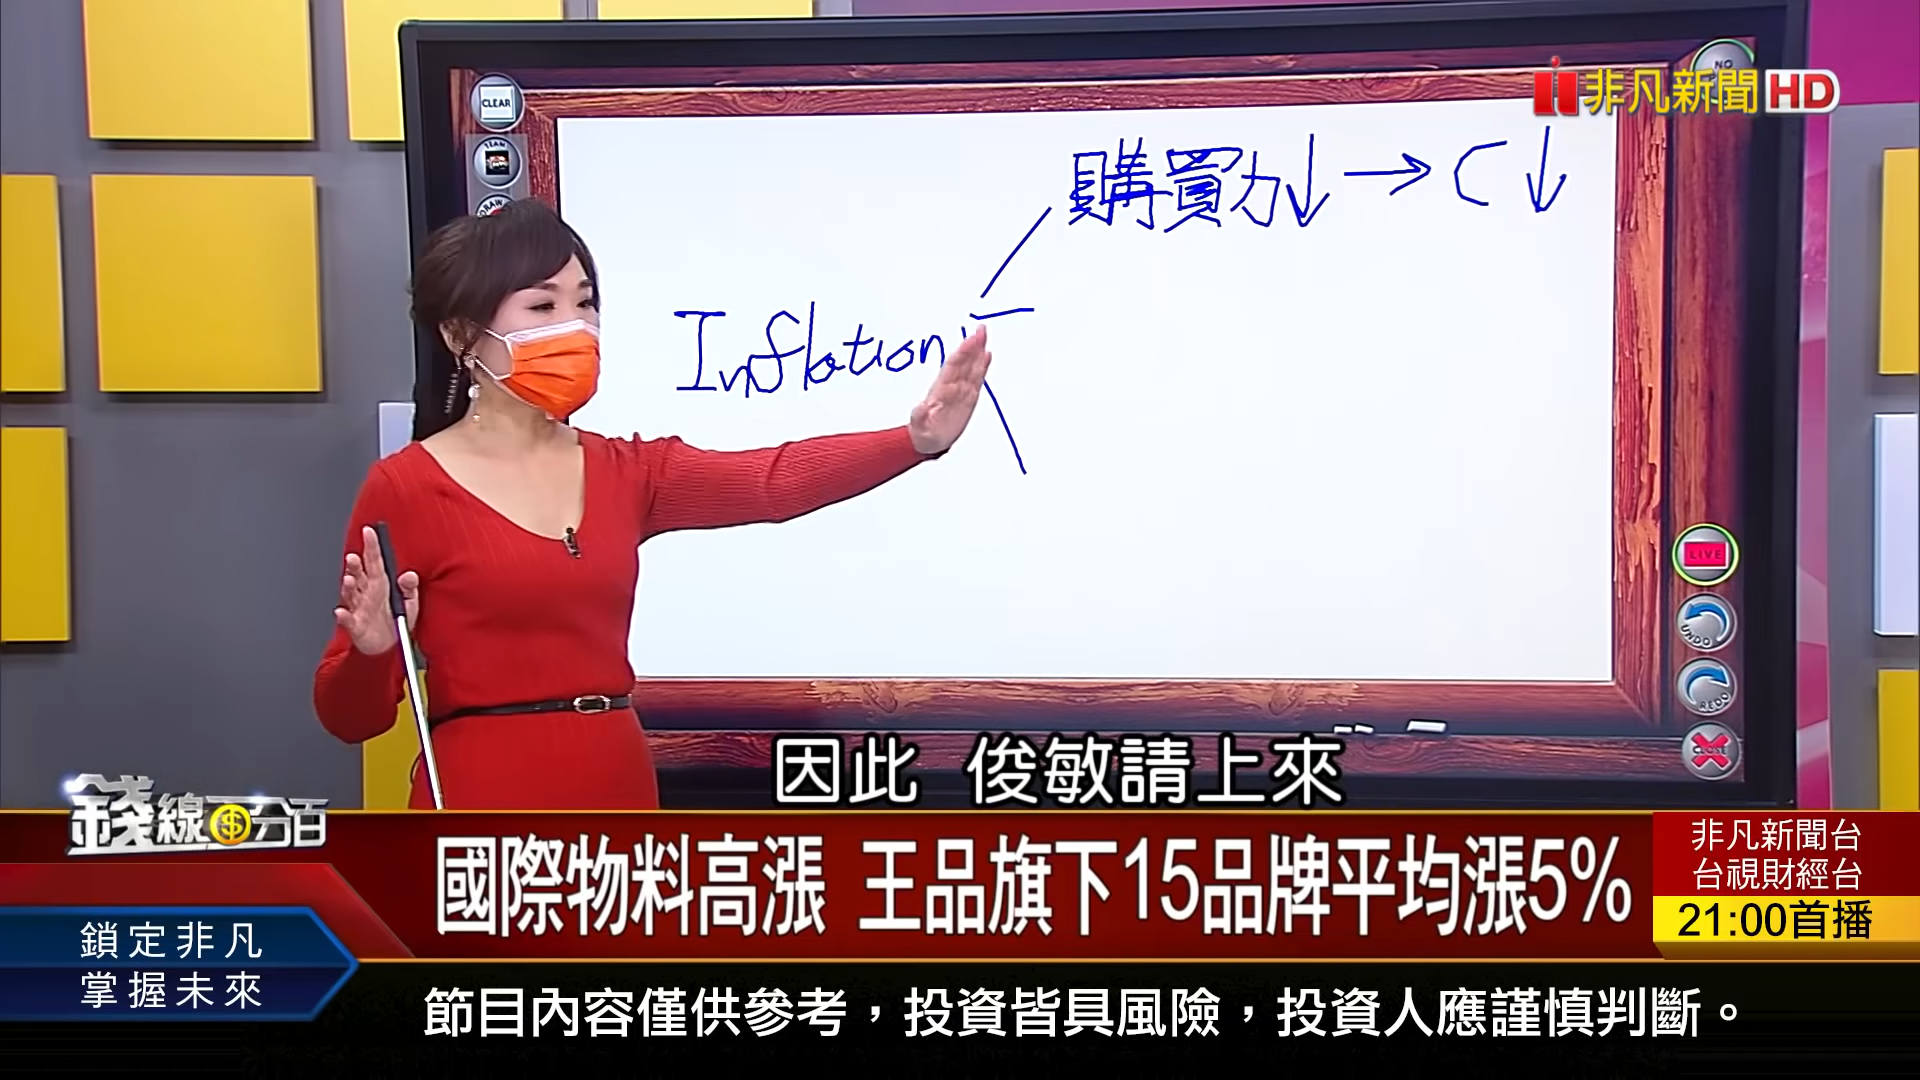 CLEAR
TEAM
DRAW
NO
非凡新聞HD
購買力↓→C↓
Inflation
LIVE
UNDO
REDO
CLOSE
因此 俊敏請上來
錢線百分百
國際物料高漲 王品旗下15品牌平均漲5%
非凡新聞台
台視財經台
21:00首播
鎖定非凡
掌握未來
節目內容僅供參考,投資皆具風險,投資人應謹慎判斷。